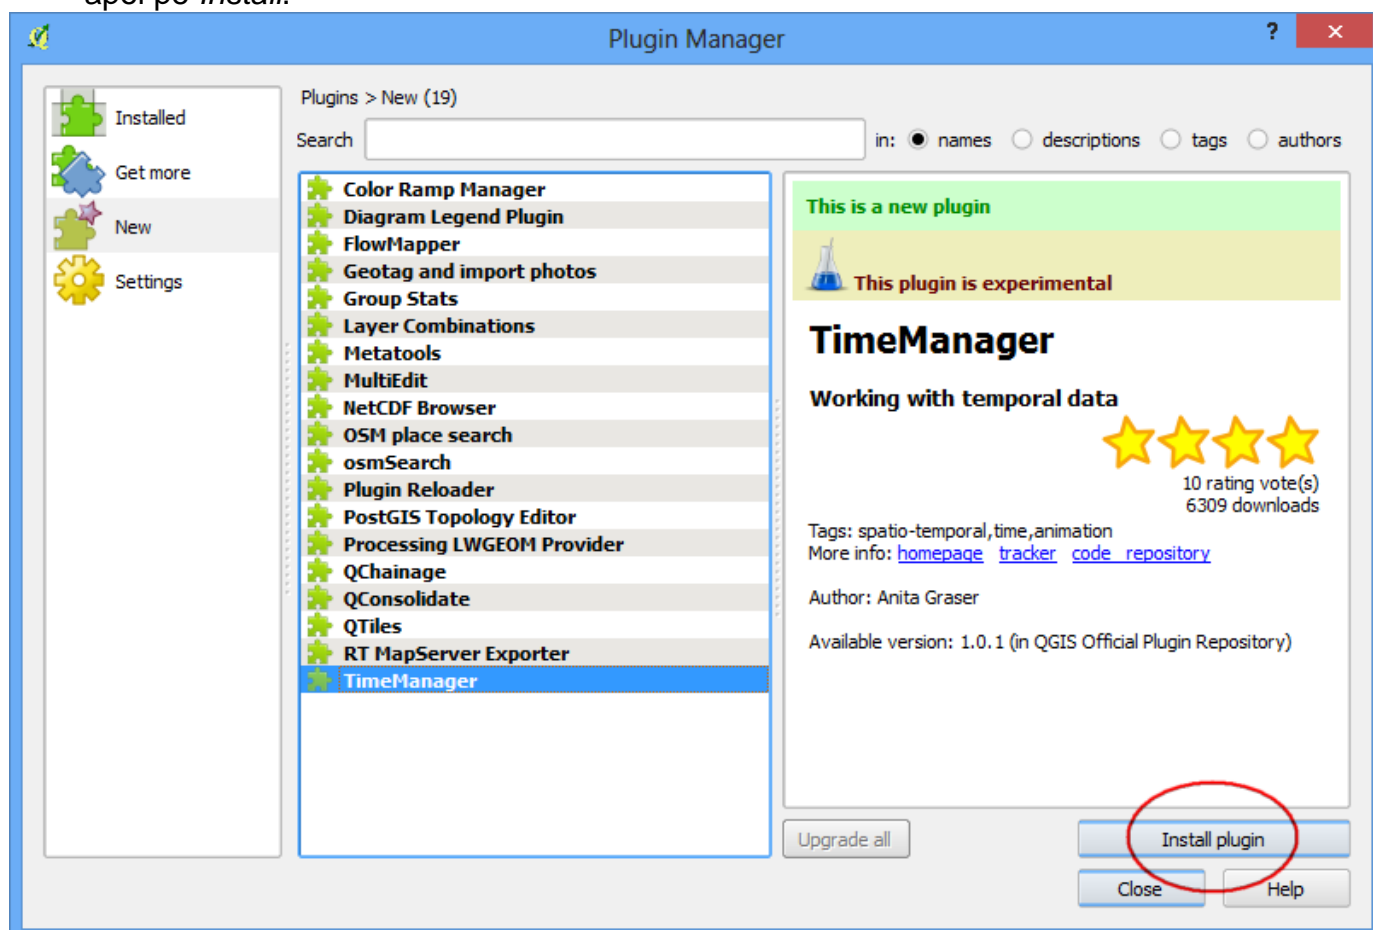 apoi pe Install.
Plugin Manager
?
Installed
Get more
New
Settings
Plugins > New (19)
Search
in: names descriptions tags authors
Color Ramp Manager
Diagram Legend Plugin
FlowMapper
Geotag and import photos
Group Stats
Layer Combinations
Metatools
MultiEdit
NetCDF Browser
OSM place search
osmSearch
Plugin Reloader
PostGIS Topology Editor
Processing LWGEOM Provider
QChainage
QConsolidate
QTiles
RT MapServer Exporter
TimeManager
This is a new plugin
This plugin is experimental
TimeManager
Working with temporal data
10 rating vote(s)
6309 downloads
Tags: spatio-temporal,time,animation
More info: homepage tracker code repository
Author: Anita Graser
Available version: 1.0.1 (in QGIS Official Plugin Repository)
Upgrade all
Install plugin
Close
Help